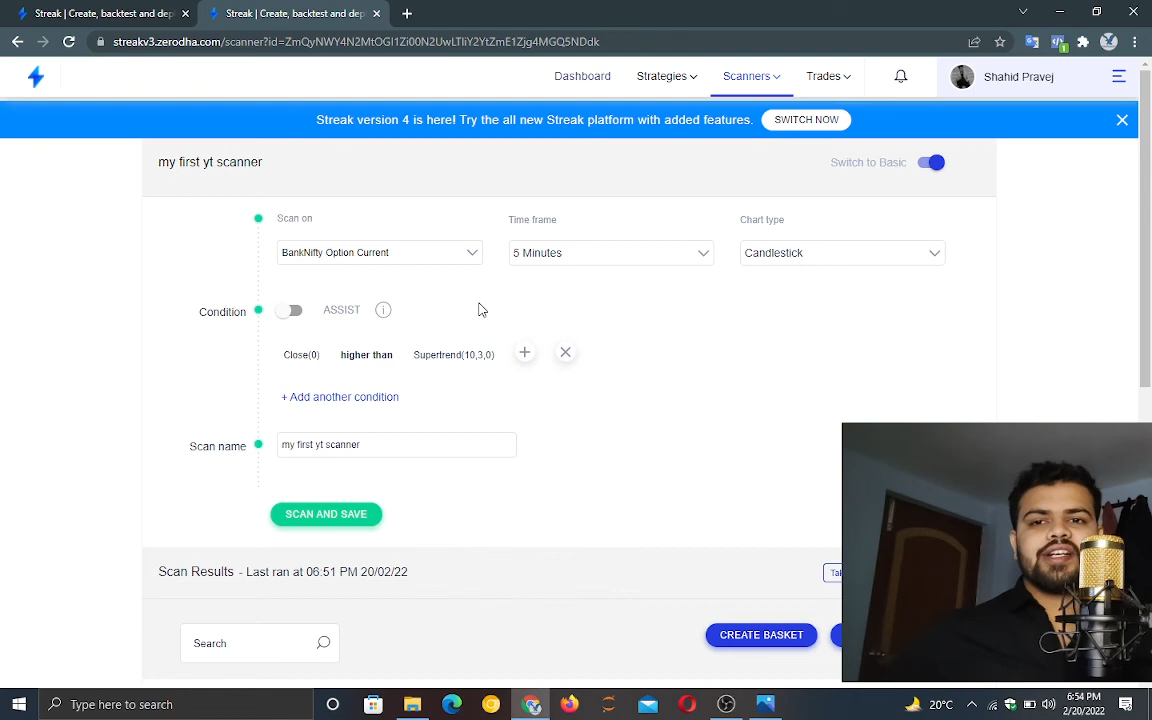 Streak | Create, backtest and dep
Streak | Create, backtest and dep
streakv3.zerodha.com/scanner?id=ZmQyNWY4N2MtOGI1Zi00N2UwLTliY2YtZmE1Zjg4MGQ5NDdk
Dashboard
Strategies
Scanners
Trades
Shahid Pravej
Streak version 4 is here! Try the all new Streak platform with added features.
SWITCH NOW
my first yt scanner
Switch to Basic
Scan on
Time frame
Chart type
BankNifty Option Current
5 Minutes
Candlestick
Condition
ASSIST
Close(0) higher than Supertrend(10,3,0)
+ Add another condition
Scan name
my first yt scanner
SCAN AND SAVE
Scan Results - Last ran at 06:51 PM 20/02/22
Search
CREATE BASKET
Type here to search
20°C
6:54 PM
2/20/2022